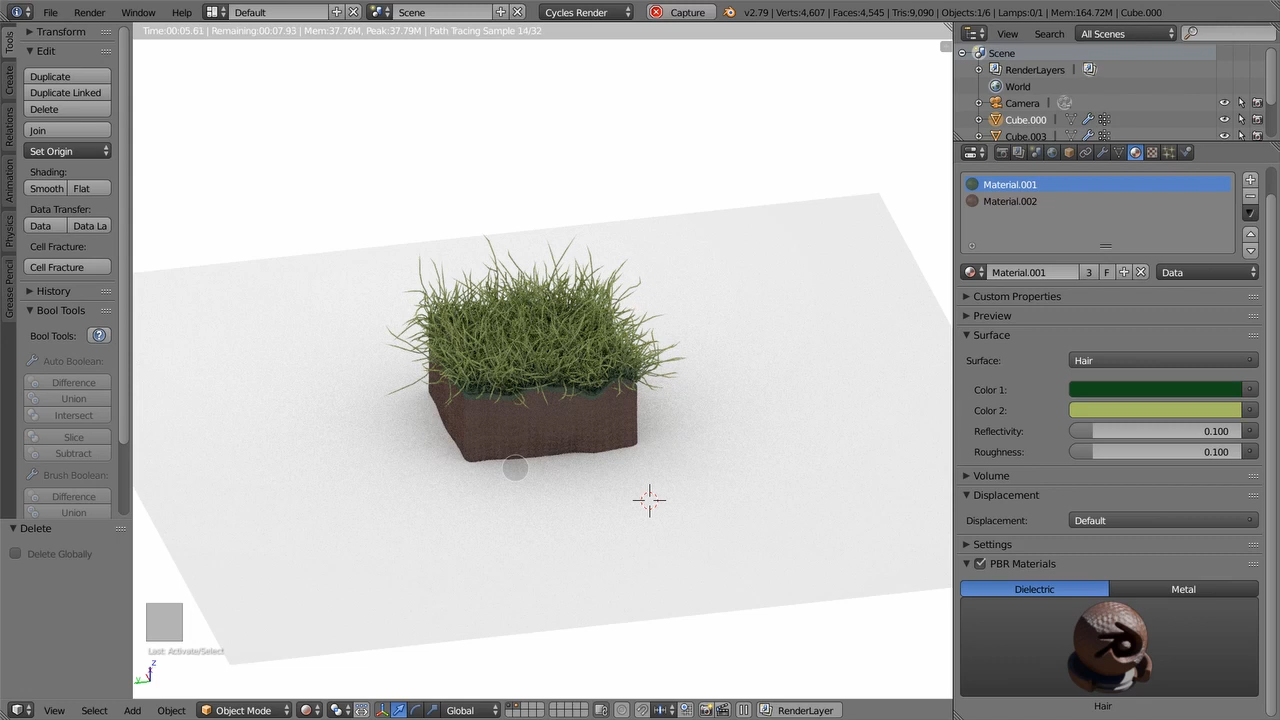 File Render Window Help Default Scene Cycles Render Capture v2.79 | Verts:4,607 | Faces:4,545 | Tris:9,090 | Objects:1/6 | Lamps:0/1 | Mem:164.72M | Cube.000
Time:00:05.61 | Remaining:00:07.93 | Mem:37.76M, Peak:37.79M | Path Tracing Sample 14/32
Tools
Create
Relations
Animation
Physics
Grease Pencil
Transform
Edit
Duplicate
Duplicate Linked
Delete
Join
Set Origin
Shading:
Smooth Flat
Data Transfer:
Data Data La
Cell Fracture:
Cell Fracture
History
Bool Tools
Bool Tools:
Auto Boolean:
Difference
Union
Intersect
Slice
Subtract
Brush Boolean:
Difference
Union
Delete
Delete Globally
Last: Activate/Select
z
y
View Select Add Object Object Mode Global RenderLayer
View Search All Scenes
Scene
RenderLayers |
World
Camera
Cube.000
Cube.003
Material.001
Material.002
Material.001 3 F Data
Custom Properties
Preview
Surface
Surface: Hair
Color 1:
Color 2:
Reflectivity: 0.100
Roughness: 0.100
Volume
Displacement
Displacement: Default
Settings
PBR Materials
Dielectric Metal
Hair